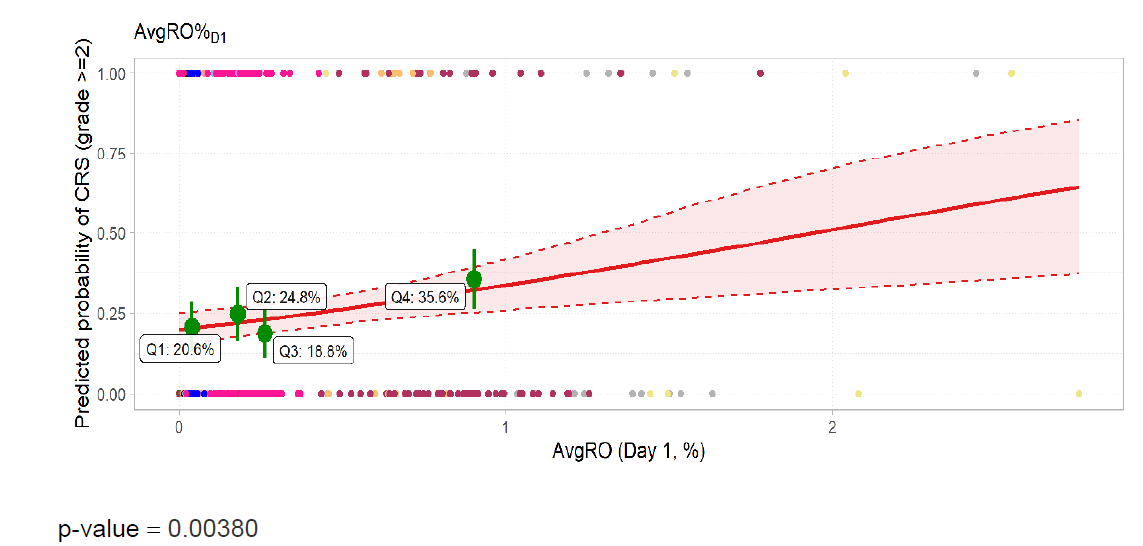 AvgRO%D1
Predicted probability of CRS (grade >=2)
1.00
0.75
0.50
0.25
0.00
Q1: 20.6%
Q2: 24.8%
Q3: 18.8%
Q4: 35.6%
0
1
2
AvgRO (Day 1, %)
p-value = 0.00380